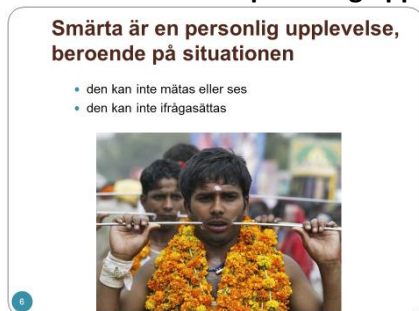 Smärta är en personlig upplevelse,
beroende på situationen
• den kan inte mätas eller ses
• den kan inte ifrågasättas
6